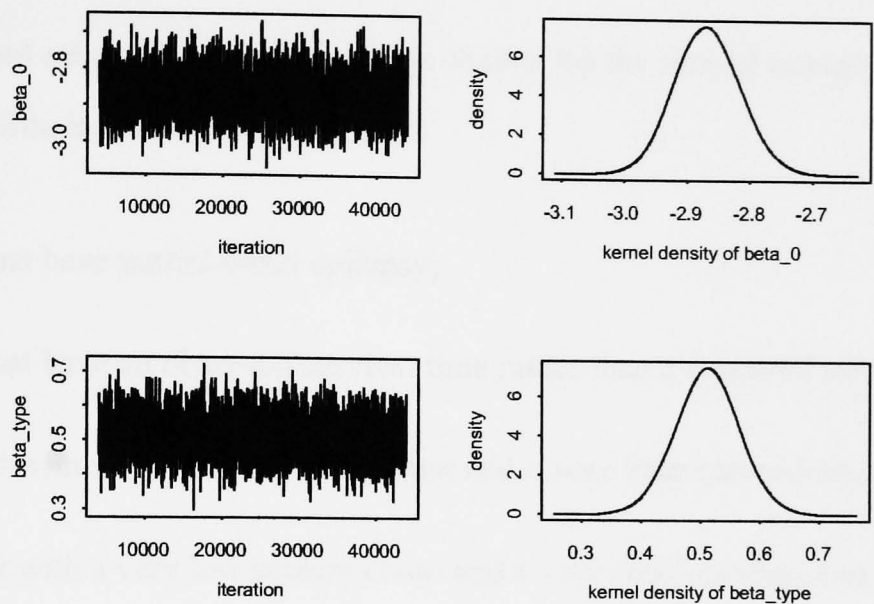 beta_0
-3.0 -2.8
10000 20000 30000 40000
iteration
density
0 2 4 6
-3.1 -3.0 -2.9 -2.8 -2.7
kernel density of beta_0
beta_type
0.3 0.5 0.7
10000 20000 30000 40000
iteration
density
0 2 4 6
0.3 0.4 0.5 0.6 0.7
kernel density of beta_type